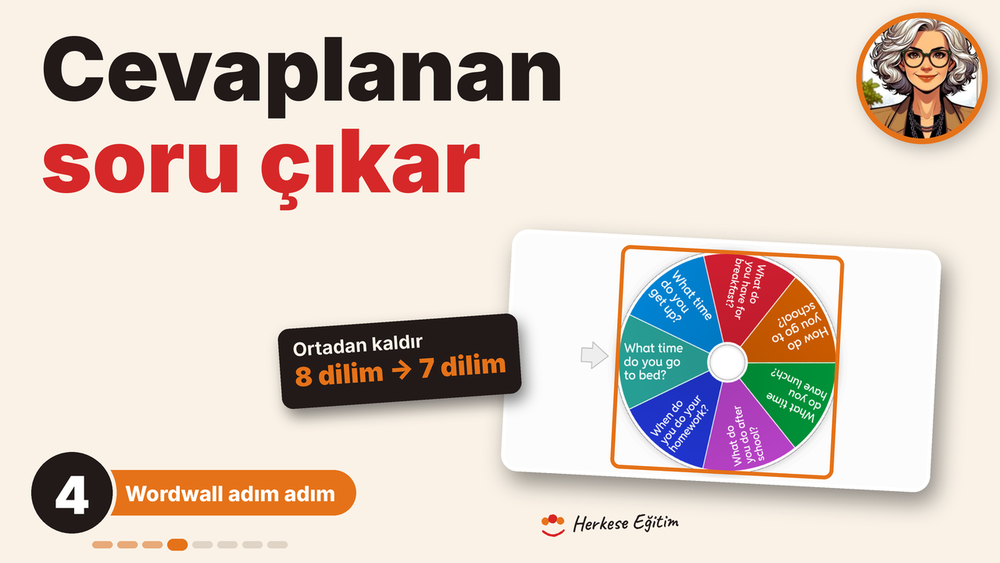 Cevaplanan
soru çıkar
Ortadan kaldır
8 dilim → 7 dilim
What time
do you
get up?
What do
you have for
breakfast?
How do
you go to
school?
What time
do you
have lunch?
What do
you do after
school?
When do
you do your
homework?
What time
do you go
to bed?
4
Wordwall adım adım
Herkese Eğitim